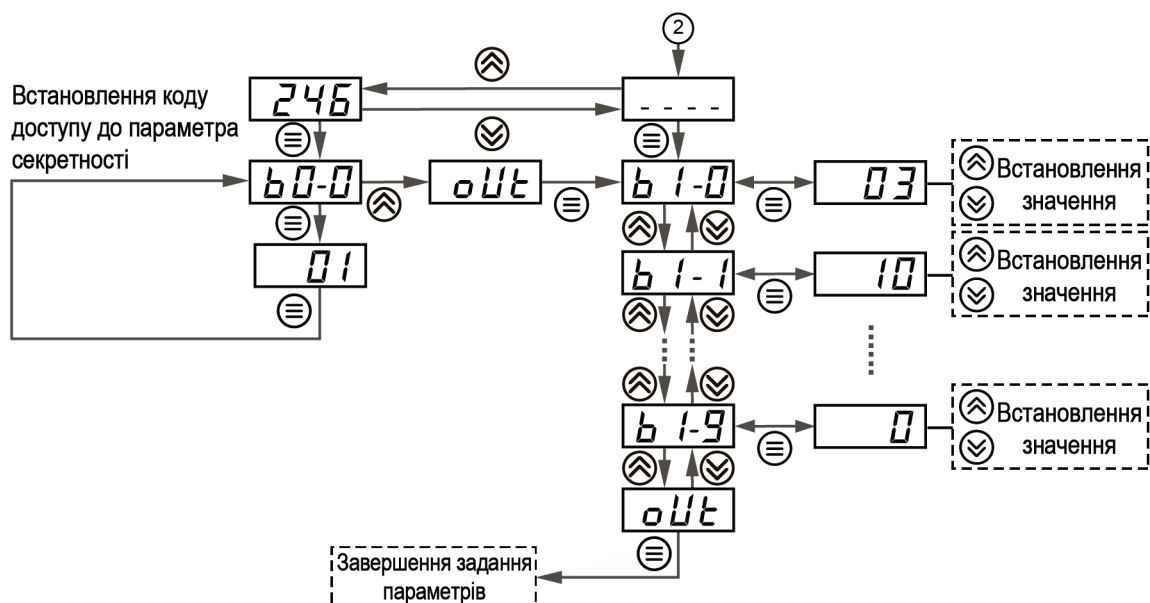 2
Встановлення коду
доступу до параметра
секретності
246
- - - -
b0-0
oUt
b1-0
03
Встановлення
значення
01
b1-1
10
Встановлення
значення
b1-9
0
Встановлення
значення
oUt
Завершення задання
параметрів